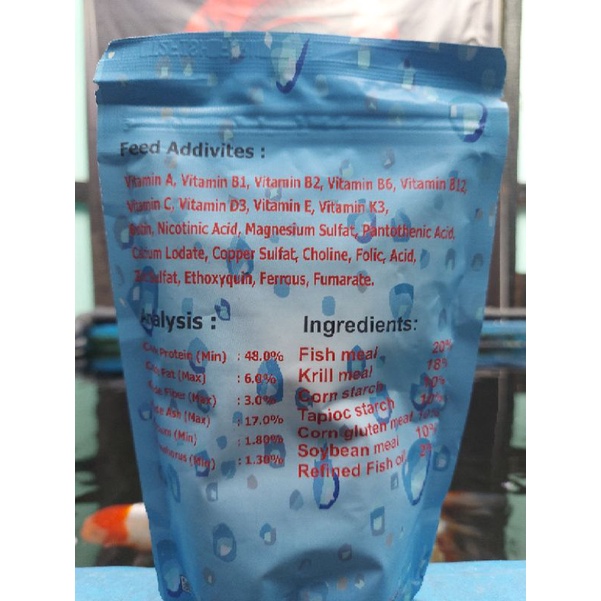 Feed Addivites :
Vitamin A, Vitamin B1, Vitamin B2, Vitamin B6, Vitamin B12,
Vitamin C, Vitamin D3, Vitamin E, Vitamin K3,
Nicotinic Acid, Magnesium Sulfat, Pantothenic Acid,
Lodate, Copper Sulfat, Choline, Folic, Acid,
Ethoxyquin, Ferrous, Fumarate.
Analysis :
Protein (Min) : 48.0%
Fat (Max) : 6.0%
Fiber (Max) : 3.0%
Ash (Max) : 17.0%
(Min) : 1.80%
(Min) : 1.30%
Ingredients:
Fish meal 20%
Krill meal 18%
Corn starch
Tapioc starch
Corn gluten meal
Soybean meal 10%
Refined Fish oil